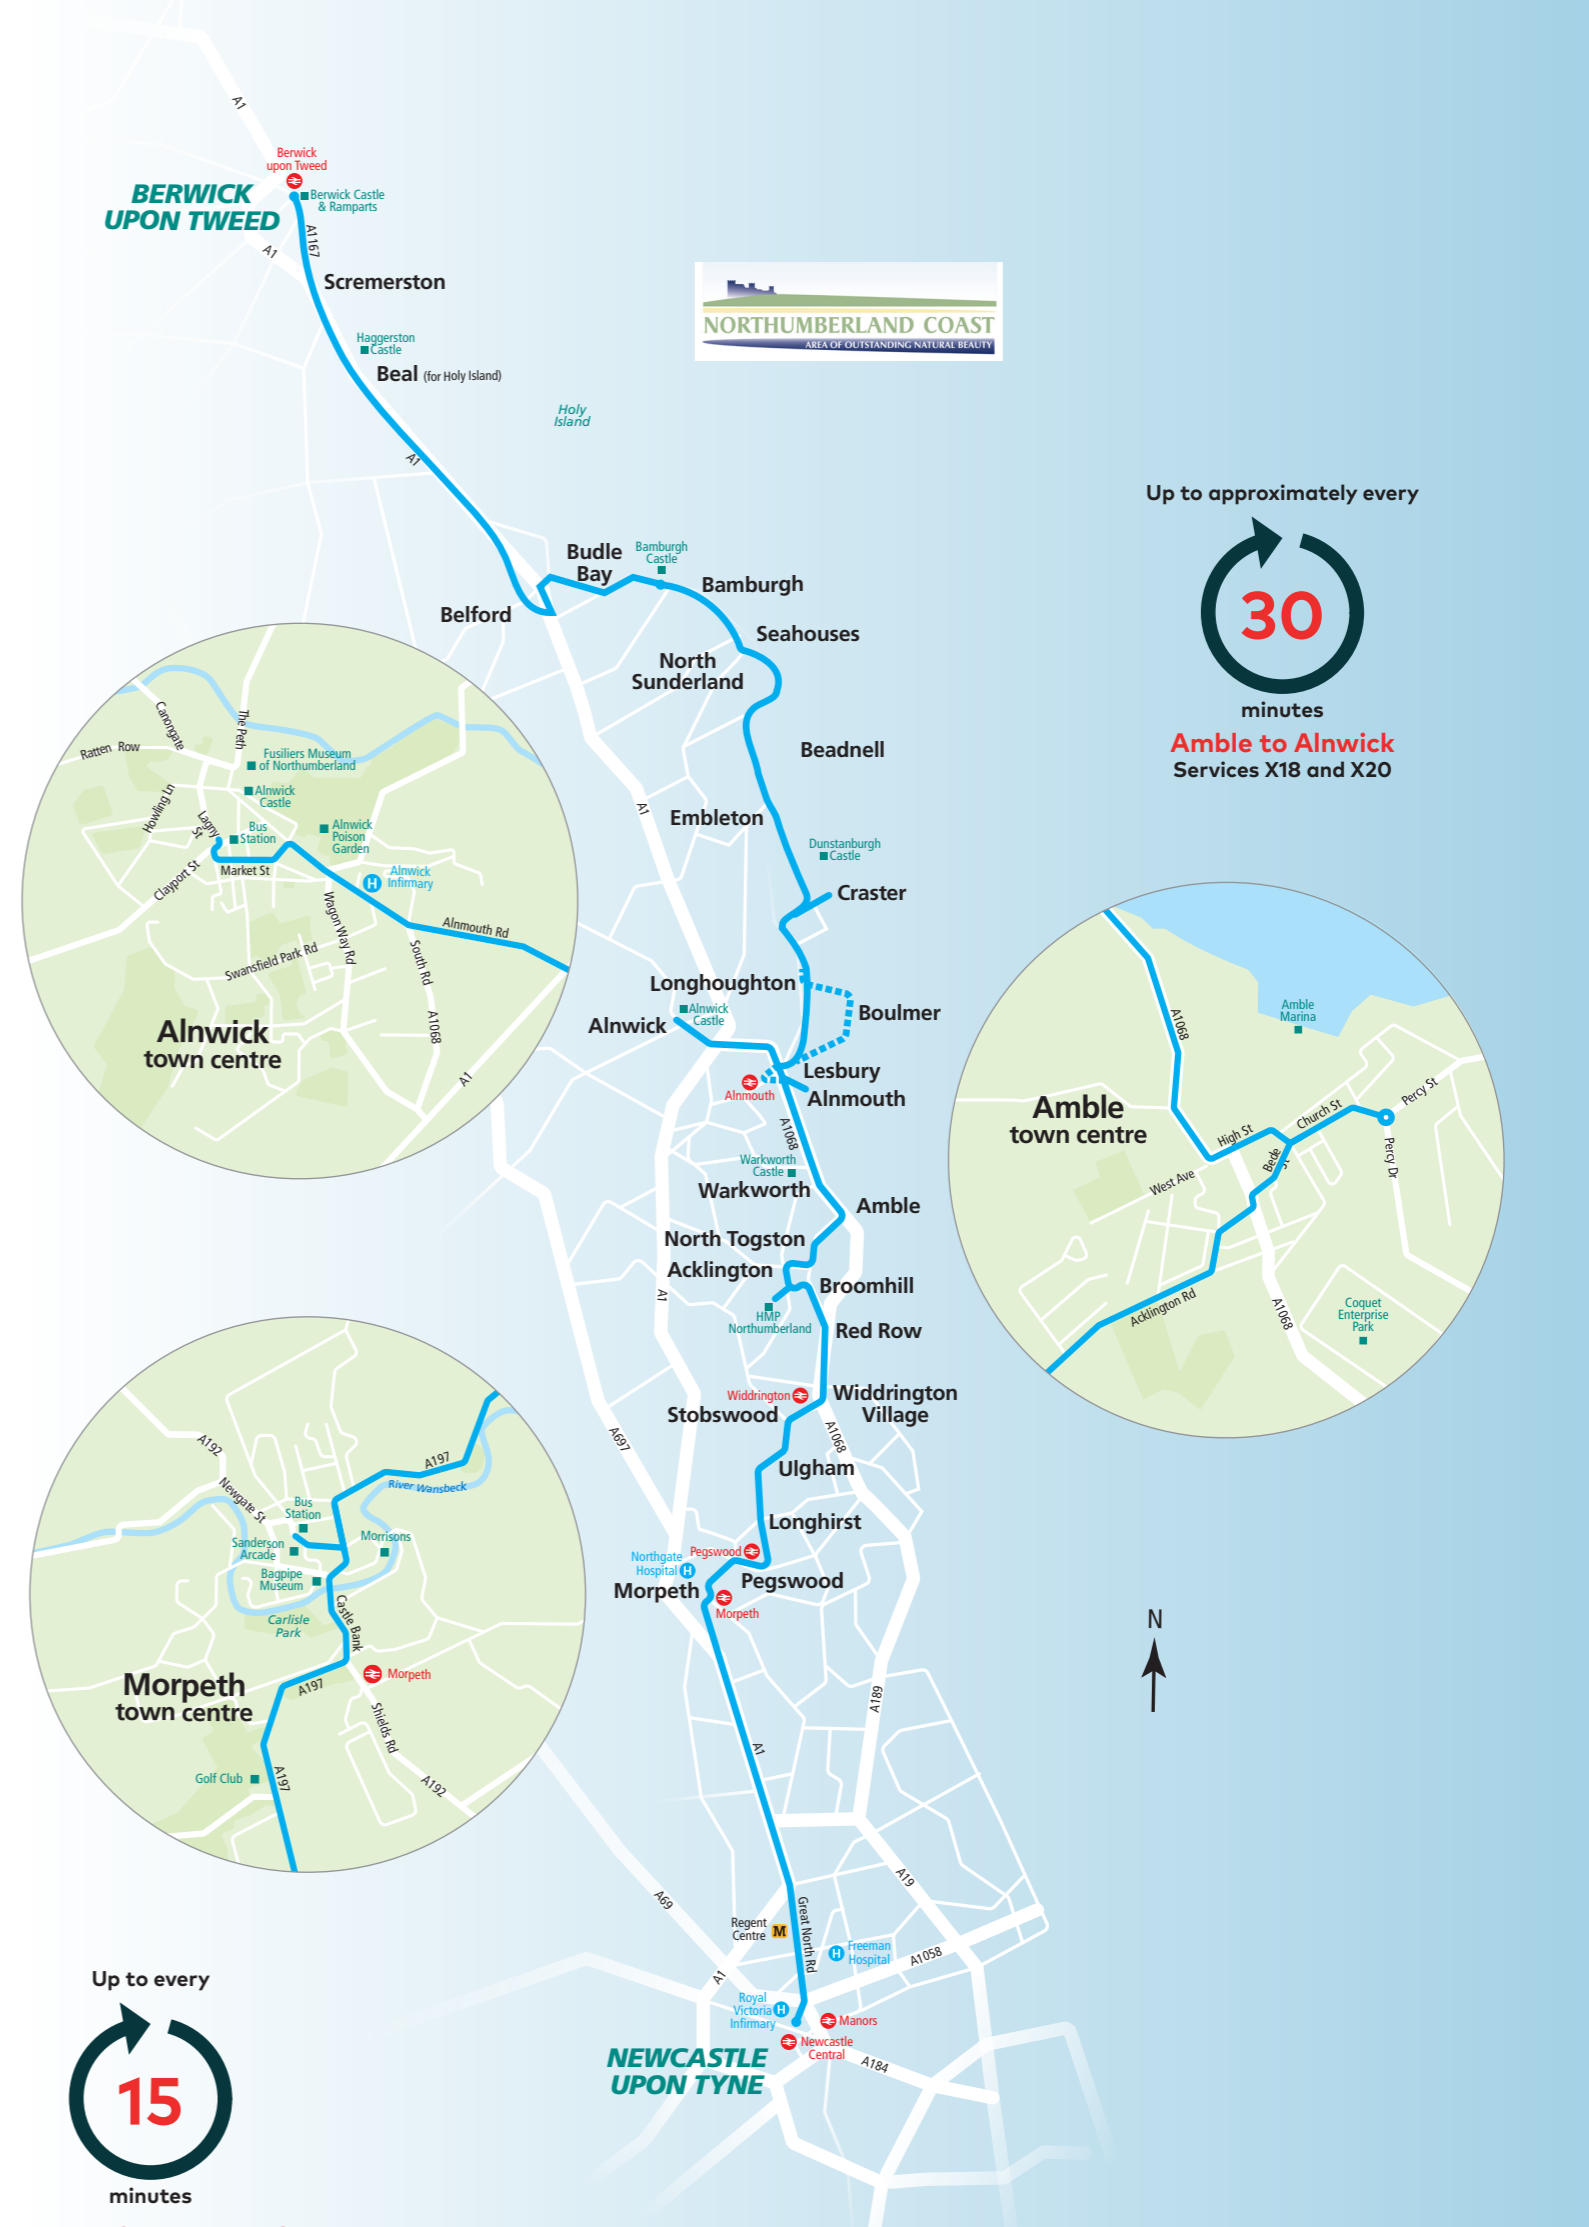 A1
Berwick
upon Tweed
BERWICK
UPON TWEED
Berwick Castle
& Ramparts
A1167
A1
Scremerston
Haggerston
Castle
Beal (for Holy Island)
Holy
Island
A1
NORTHUMBERLAND COAST
AREA OF OUTSTANDING NATURAL BEAUTY
Up to approximately every
30
minutes
Amble to Alnwick
Services X18 and X20
Budle
Bay
Bamburgh
Castle
Bamburgh
Belford
Seahouses
North
Sunderland
Beadnell
A1
Embleton
Dunstanburgh
Castle
Craster
Longhoughton
Alnwick
Castle
Alnwick
Boulmer
Lesbury
Alnmouth
Alnmouth
A1068
Warkworth
Castle
Warkworth
Amble
North Togston
Acklington
A1
Broomhill
HMP
Northumberland
Red Row
Widdrington
Widdrington
Village
Stobswood
A1068
A697
Ulgham
Longhirst
Northgate
Hospital
H
Pegswood
Morpeth
Pegswood
Morpeth
A189
A1
A19
A69
Regent
Centre
M
Great North Rd
H
Freeman
Hospital
A1058
A1
Royal
Victoria
Infirmary
H
Manors
Newcastle
Central
A184
NEWCASTLE
UPON TYNE
N
Canongate
The Peth
Ratten Row
Fusiliers Museum
of Northumberland
Alnwick
Castle
Howling Ln
Lagny
St
Bus
Station
Alnwick
Poison
Garden
Market St
Clayport St
H
Alnwick
Infirmary
Wagon Way Rd
Alnmouth Rd
Swansfield Park Rd
South Rd
A1068
A1
Alnwick
town centre
A1068
Amble
Marina
Amble
town centre
High St
Church St
Percy St
Bede
St
Percy Dr
West Ave
Acklington Rd
A1068
Coquet
Enterprise
Park
A192
A197
River Wansbeck
Newgate St
Bus
Station
Sanderson
Arcade
Morrisons
Bagpipe
Museum
Castle Bank
Carlisle
Park
Morpeth
A197
Morpeth
town centre
Shields Rd
Golf Club
A197
A192
Up to every
15
minutes